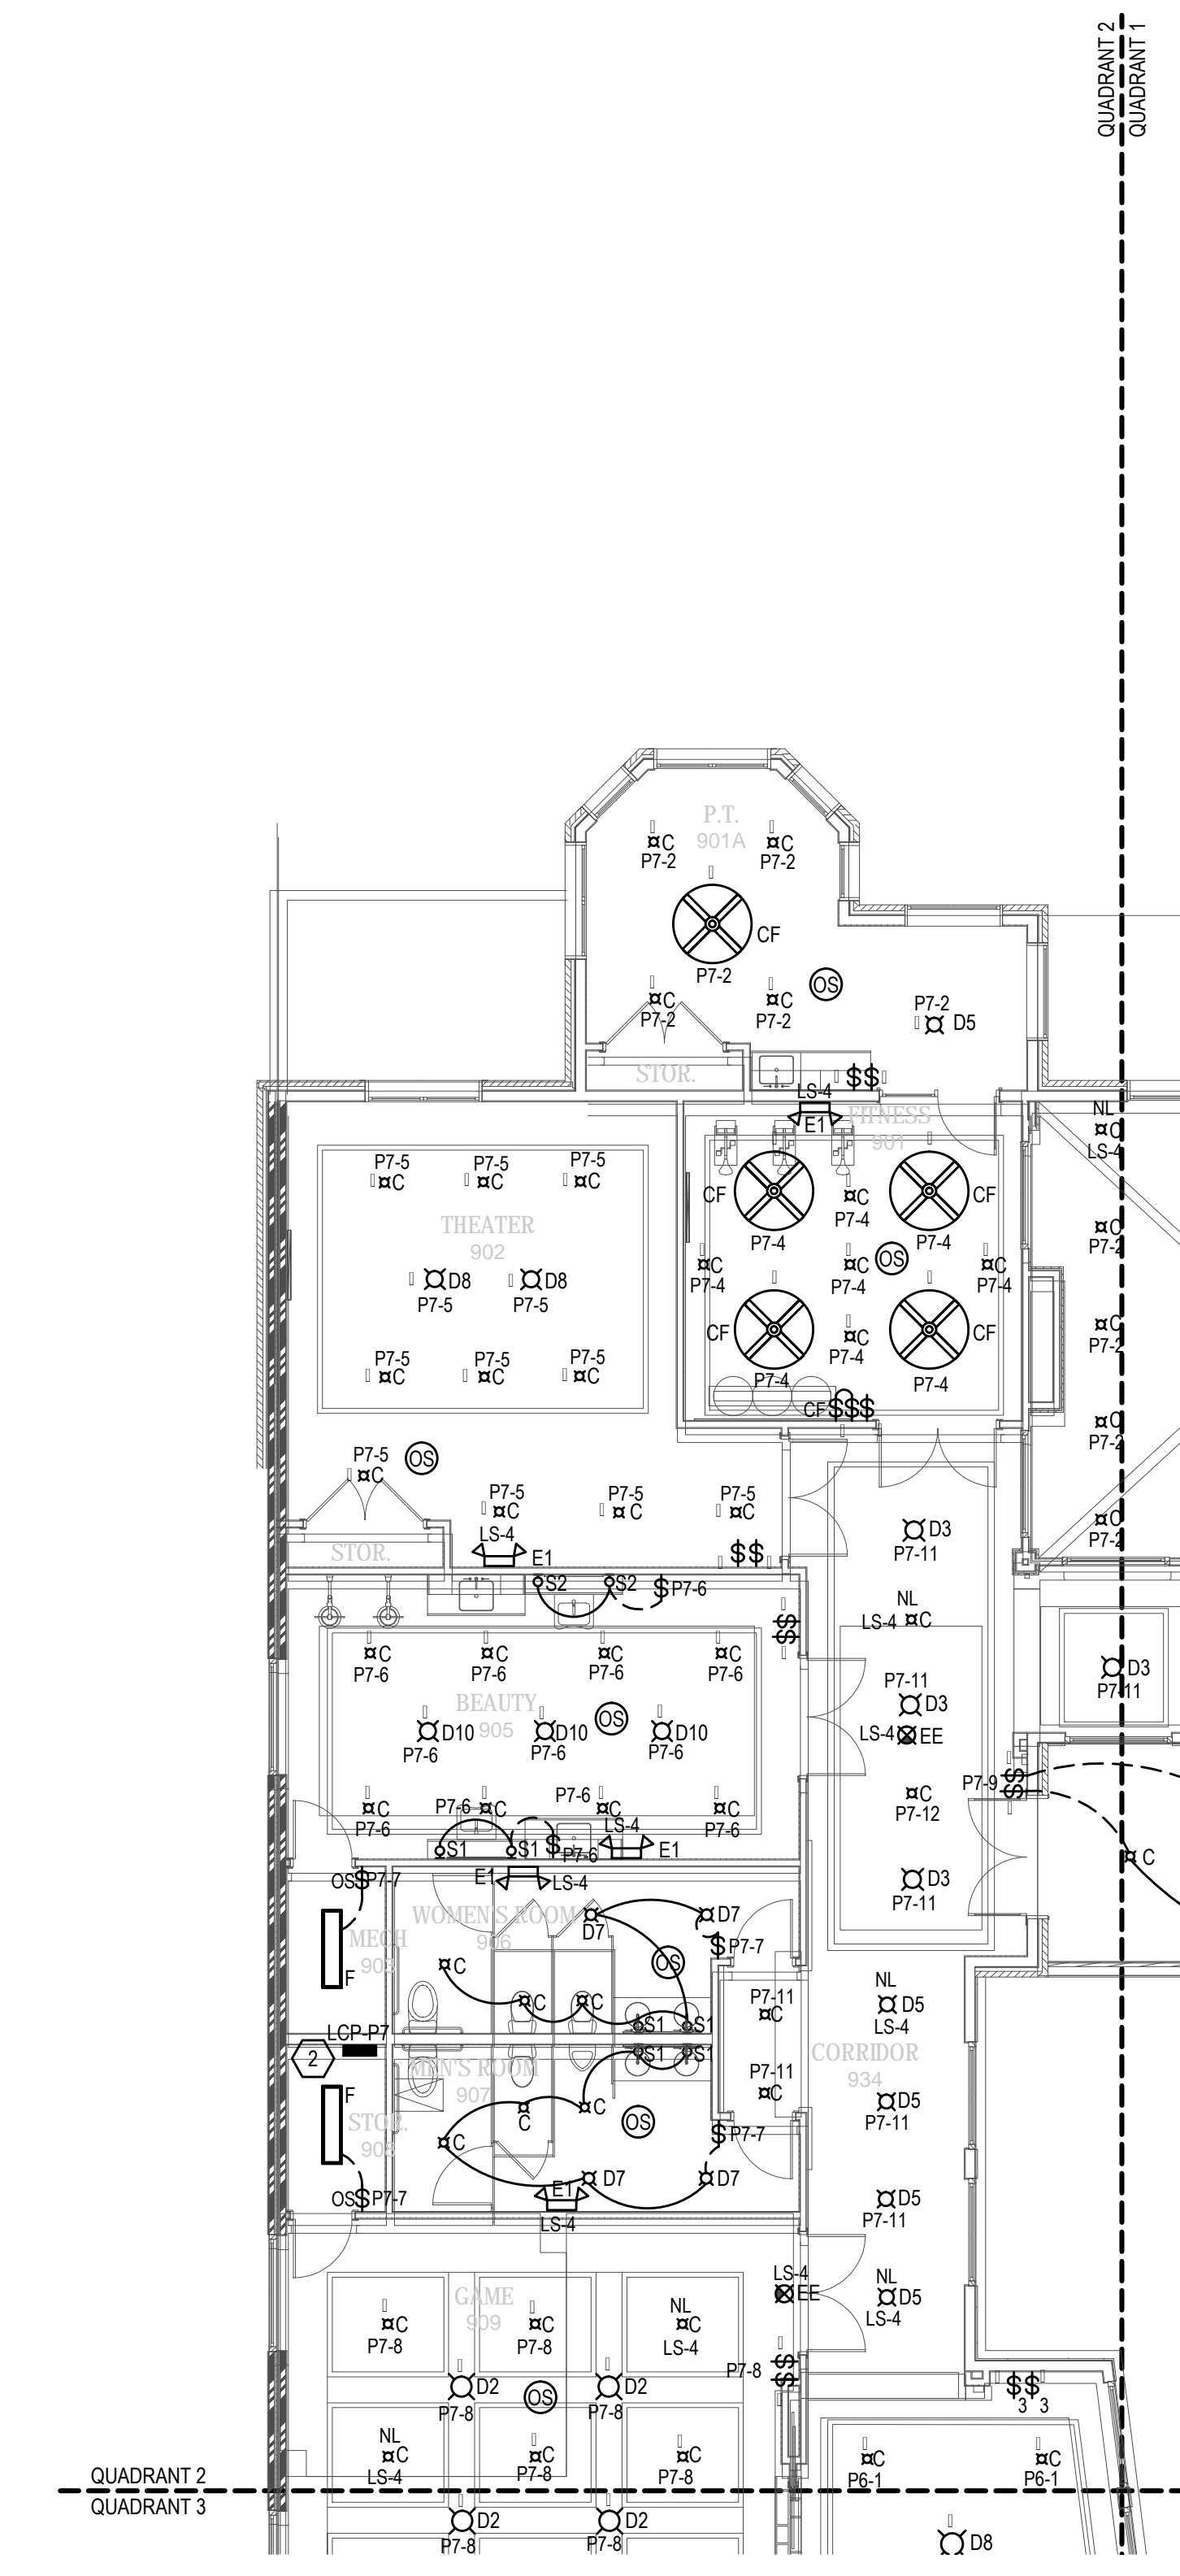 QUADRANT 2
QUADRANT 1
P.T.
901A
C
P7-2
C
P7-2
CF
P7-2
OS
C
P7-2
C
P7-2
P7-2
D5
STOR.
$$
LS-4
E1
FITNESS
901
NL
C
LS-4
P7-5
C
P7-5
C
P7-5
C
THEATER
902
CF
P7-4
C
P7-4
CF
P7-4
C
P7-2
C
P7-4
C
P7-4
OS
C
P7-4
D8
P7-5
D8
P7-5
CF
P7-4
C
P7-4
CF
P7-4
C
P7-2
P7-5
C
P7-5
C
P7-5
C
CF
$$$
C
P7-2
OS
P7-5
C
P7-5
C
P7-5
C
P7-5
C
C
P7-2
LS-4
E1
$$
STOR.
D3
P7-11
S2
S2
$
P7-6
NL
LS-4
C
$$
C
P7-6
C
P7-6
C
P7-6
C
P7-6
D3
P7-11
P7-11
D3
BEAUTY
905
OS
D10
P7-6
D10
P7-6
D10
P7-6
LS-4
EE
P7-9
$$
C
P7-12
C
P7-6
P7-6
C
P7-6
C
C
P7-6
LS-4
S1
S1
$
P7-6
E1
C
E1
LS-4
OS
$
P7-7
D3
P7-11
WOMEN'S ROOM
906
D7
D7
$
P7-7
MECH
F
OS
C
C
C
NL
D5
LS-4
P7-11
C
S1
S1
LCP-P7
2
S1
S1
CORRIDOR
934
MEN'S ROOM
907
P7-11
C
F
STOR.
C
C
C
OS
D5
P7-11
$
P7-7
D7
D7
E1
LS-4
OS
$
P7-7
D5
P7-11
LS-4
EE
NL
D5
LS-4
GAME
909
C
P7-8
C
P7-8
NL
C
LS-4
P7-8
$$
D2
P7-8
D2
P7-8
OS
$$
3 3
NL
C
LS-4
C
P7-8
C
P7-8
C
P6-1
C
P6-1
QUADRANT 2
QUADRANT 3
D2
P7-8
D2
P7-8
D8